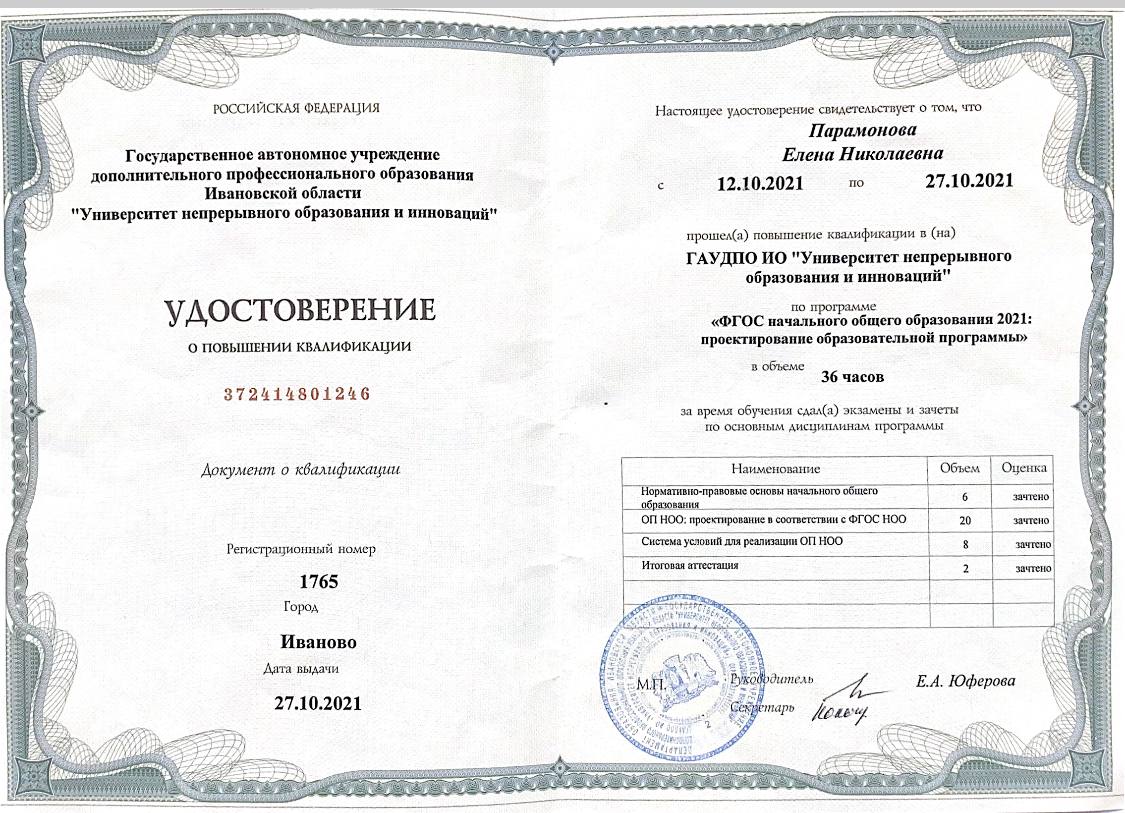 РОССИЙСКАЯ ФЕДЕРАЦИЯ
Государственное автономное учреждение
дополнительного профессионального образования
Ивановской области
"Университет непрерывного образования и инноваций"
УДОСТОВЕРЕНИЕ
О ПОВЫШЕНИИ КВАЛИФИКАЦИИ
372414801246
Документ о квалификации
Регистрационный номер
1765
Город
Иваново
Дата выдачи
27.10.2021
Настоящее удостоверение свидетельствует о том, что
Парамонова
Елена Николаевна
с 12.10.2021 по 27.10.2021
прошел(а) повышение квалификации в (на)
ГАУДПО ИО "Университет непрерывного
образования и инноваций"
по программе
«ФГОС начального общего образования 2021:
проектирование образовательной программы»
в объеме 36 часов
за время обучения сдал(а) экзамены и зачеты
по основным дисциплинам программы
Наименование Объем Оценка
Нормативно-правовые основы начального общего
образования 6 зачтено
ОП НОО: проектирование в соответствии с ФГОС НОО 20 зачтено
Система условий для реализации ОП НОО 8 зачтено
Итоговая аттестация 2 зачтено
М.П. Руководитель Е.А. Юферова
Секретарь